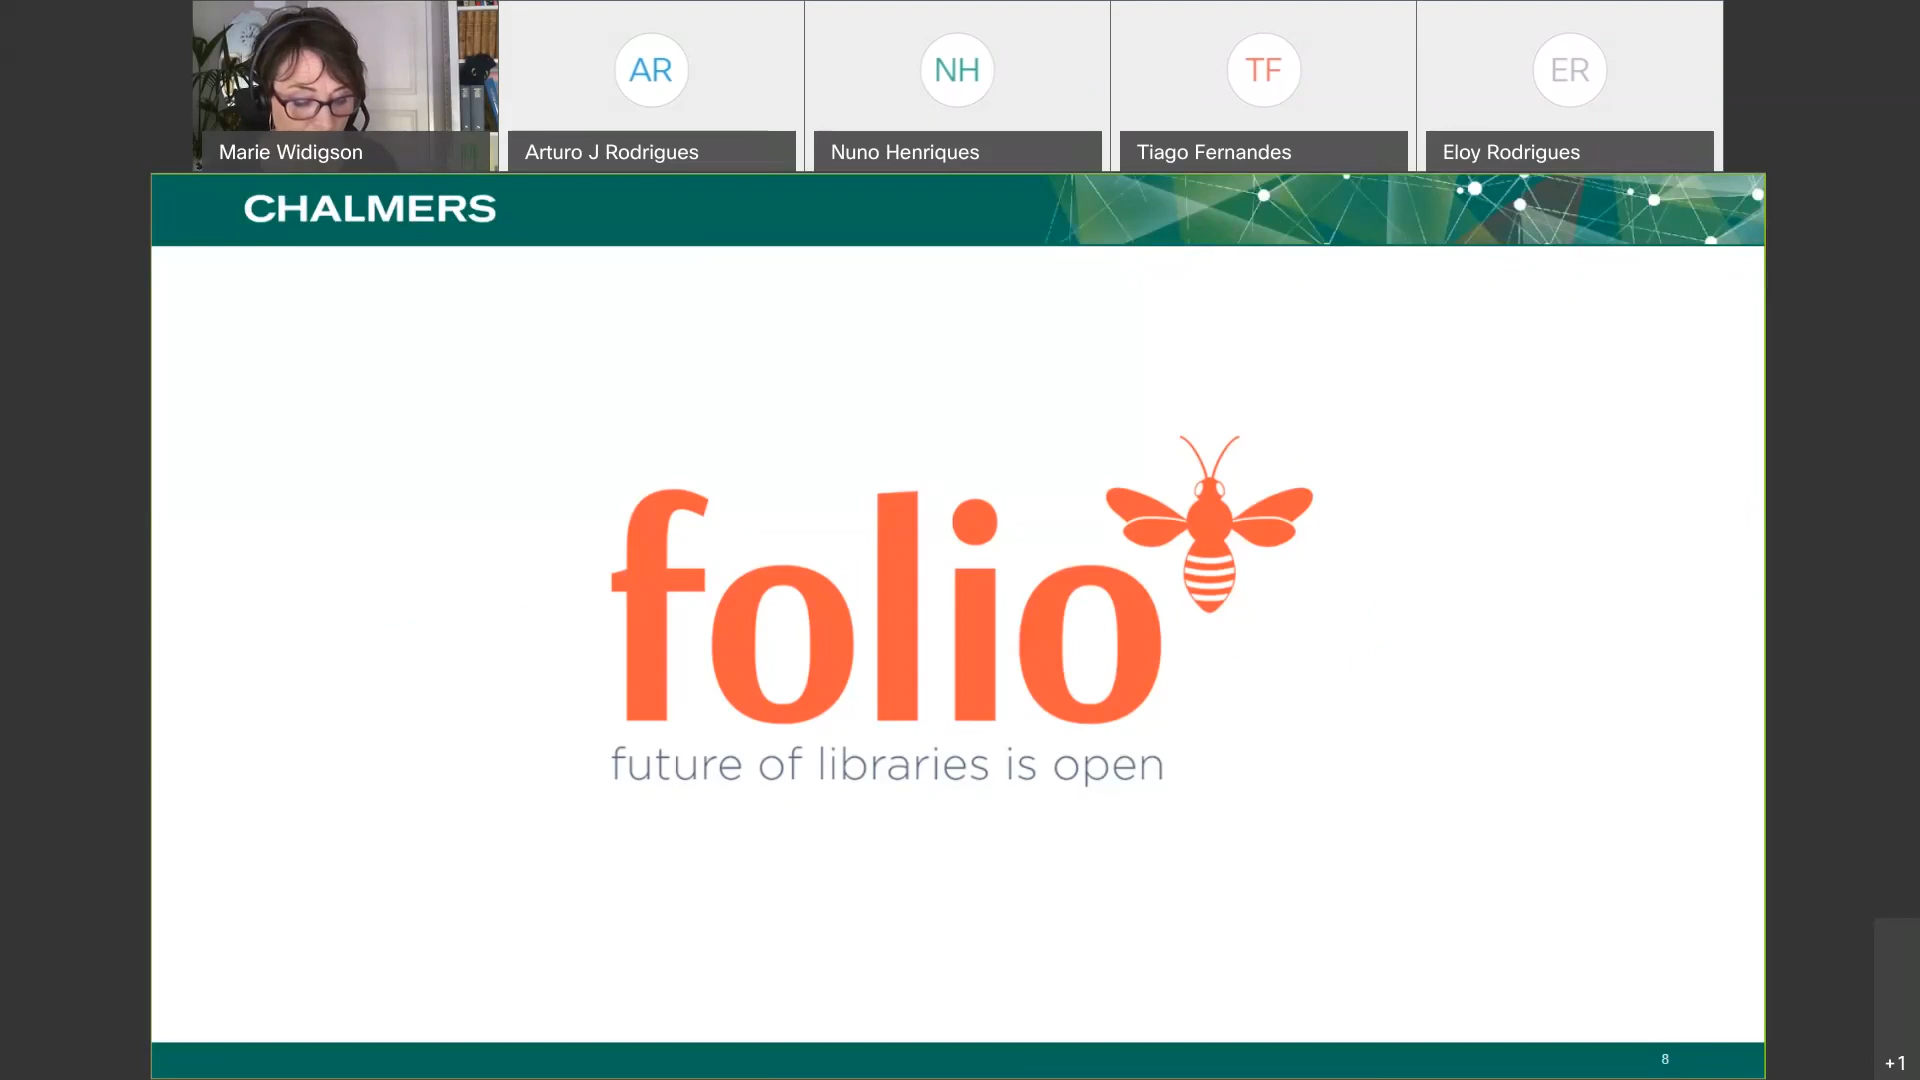 AR
NH
TF
ER
Marie Widigson
Arturo J Rodrigues
Nuno Henriques
Tiago Fernandes
Eloy Rodrigues
CHALMERS
folio
future of libraries is open
8
+1